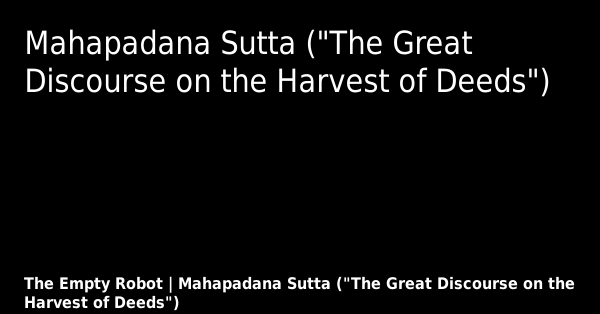 Mahapadana Sutta ("The Great
Discourse on the Harvest of Deeds")
The Empty Robot | Mahapadana Sutta ("The Great Discourse on the
Harvest of Deeds")